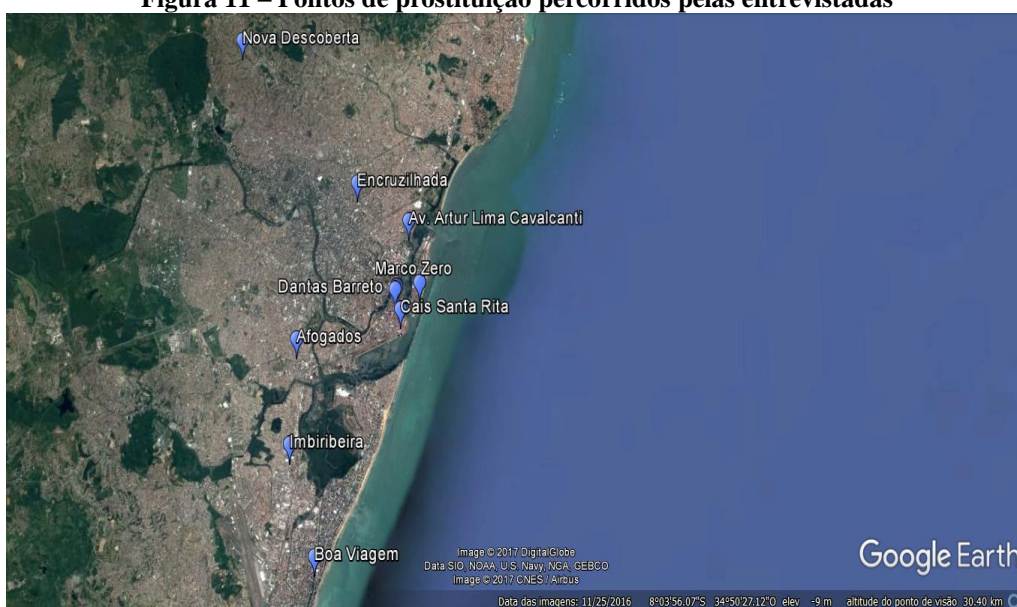 Figura 11 – Pontos de prostituição percorridos pelas entrevistadas
Nova Descoberta
Encruzilhada
Av. Artur Lima Cavalcanti
Marco Zero
Dantas Barreto
Cais Santa Rita
Afogados
Imbiribeira
Boa Viagem
Image © 2017 DigitalGlobe
Data SIO, NOAA, U.S. Navy, NGA, GEBCO
Image © 2017 CNES / Airbus
Google Earth
Data das imagens: 11/25/2016 8°03'56.07"S 34°50'27.12"O elev -9 m altitude do ponto de visão 30.40 km